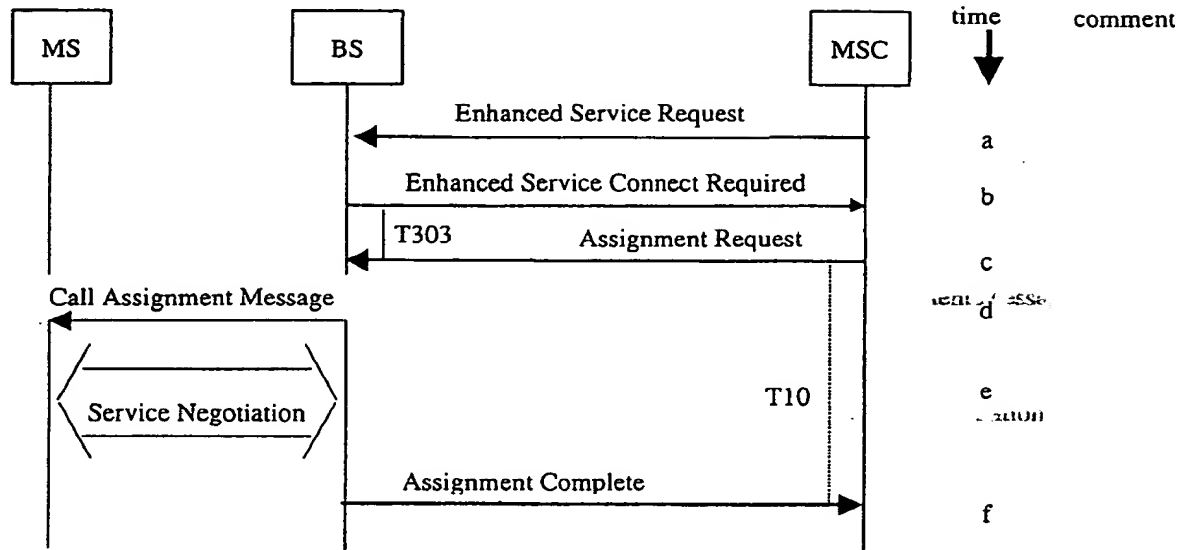 time comment
MS BS MSC
Enhanced Service Request
a
Enhanced Service Connect Required
b
T303 Assignment Request
c
Call Assignment Message
d
T10 e
Service Negotiation
Assignment Complete
f